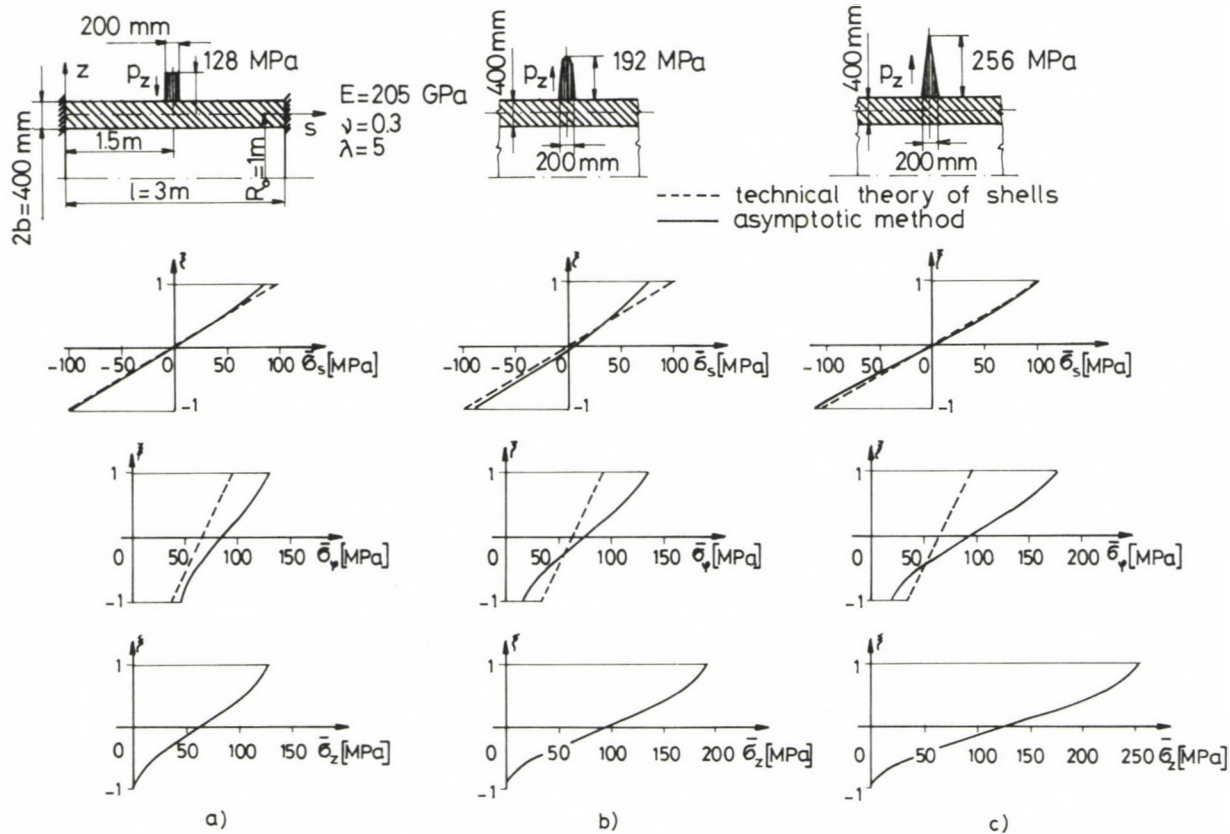 200 mm
128 MPa
p_z
z
s
1.5m
l=3m
2b=400 mm
R_o=1m
E=205 GPa
ν=0.3
λ=5
400mm
p_z
192 MPa
200mm
400mm
p_z
256 MPa
200mm
technical theory of shells
asymptotic method
ξ
1
-100 -50 0 50 100 σ̄_s[MPa]
-1
ξ
1
-100 -50 0 50 100 σ̄_s[MPa]
-1
ξ
1
-100 -50 0 50 100 σ̄_s[MPa]
-1
ξ
1
0 50 100 150 σ̄_φ[MPa]
-1
ξ
1
0 50 100 150 σ̄_φ[MPa]
-1
ξ
1
0 50 100 150 200 σ̄_φ[MPa]
-1
ξ
1
0 50 100 150 σ̄_z[MPa]
-1
ξ
1
0 50 100 150 200 σ̄_z[MPa]
-1
ξ
1
0 50 100 150 200 250 σ̄_z[MPa]
-1
a)
b)
c)